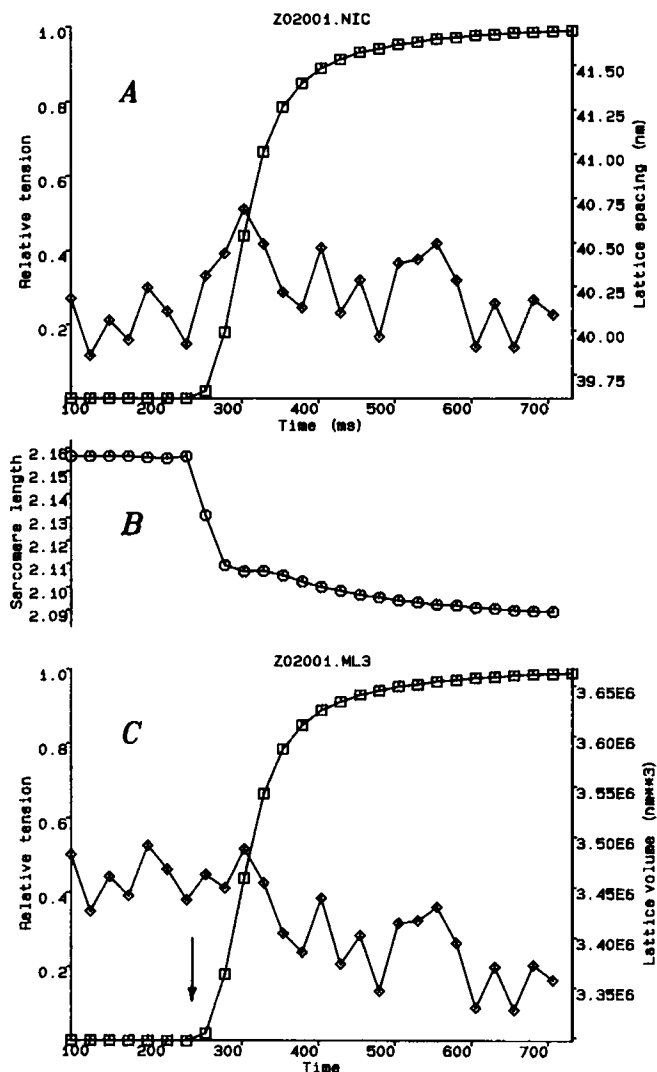 Z02001.NIC
A
1.0
0.8
0.6
0.4
0.2
Relative tension
41.50
41.25
41.00
40.75
40.50
40.25
40.00
39.75
Lattice spacing (nm)
100 200 300 400 500 600 700
Time (ms)
B
2.16
2.15
2.14
2.13
2.12
2.11
2.10
2.09
Sarcomere length
Z02001.ML3
C
1.0
0.8
0.6
0.4
0.2
Relative tension
3.65E6
3.60E6
3.55E6
3.50E6
3.45E6
3.40E6
3.35E6
Lattice volume (nm**3)
100 200 300 400 500 600 700
Time